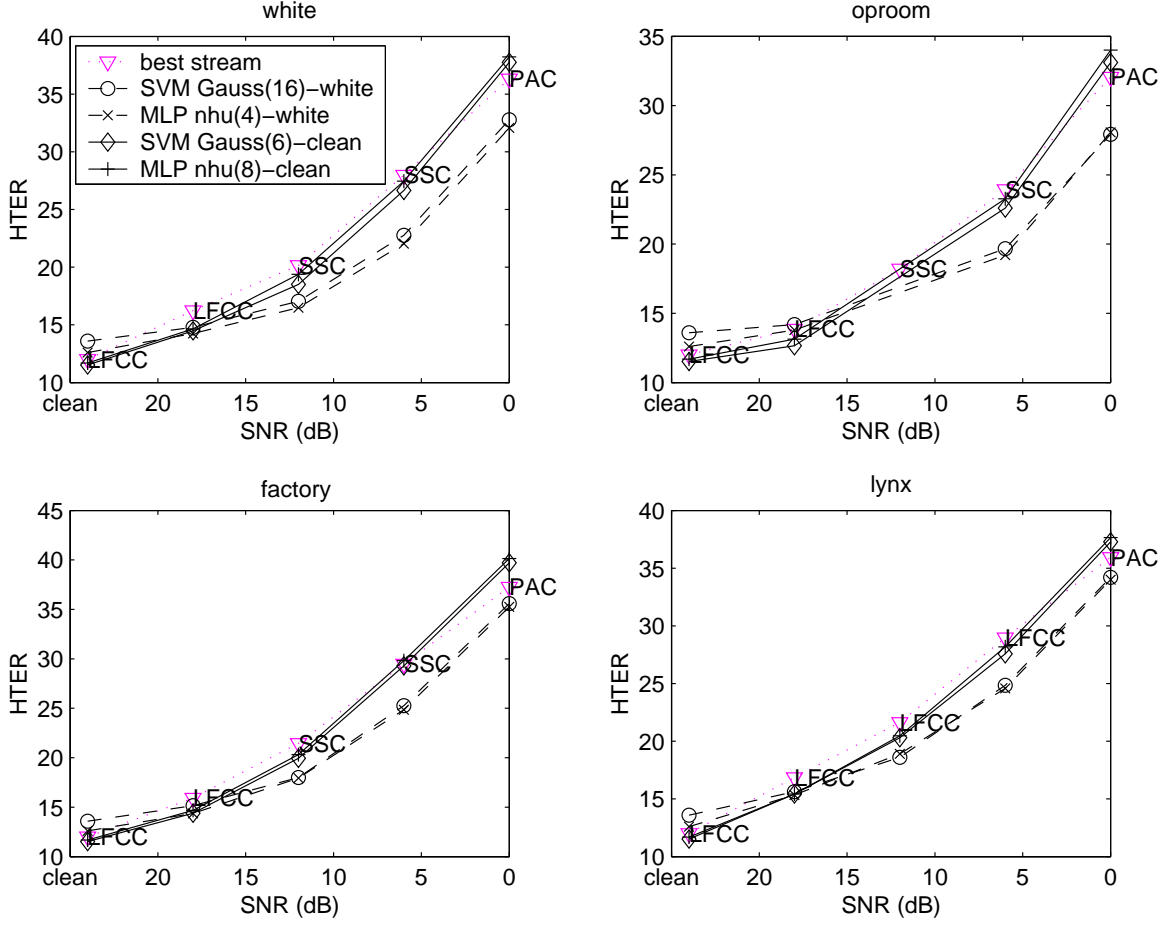 white
40
35
30
25
20
15
10
HTER
best stream
SVM Gauss(16)−white
MLP nhu(4)−white
SVM Gauss(6)−clean
MLP nhu(8)−clean
LFCC
LFCC
SSC
SSC
PAC
clean 20 15 10 5 0
SNR (dB)
oproom
35
30
25
20
15
10
HTER
LFCC
LFCC
SSC
SSC
PAC
clean 20 15 10 5 0
SNR (dB)
factory
45
40
35
30
25
20
15
10
HTER
LFCC
LFCC
SSC
SSC
PAC
clean 20 15 10 5 0
SNR (dB)
lynx
40
35
30
25
20
15
10
HTER
LFCC
LFCC
LFCC
LFCC
PAC
clean 20 15 10 5 0
SNR (dB)